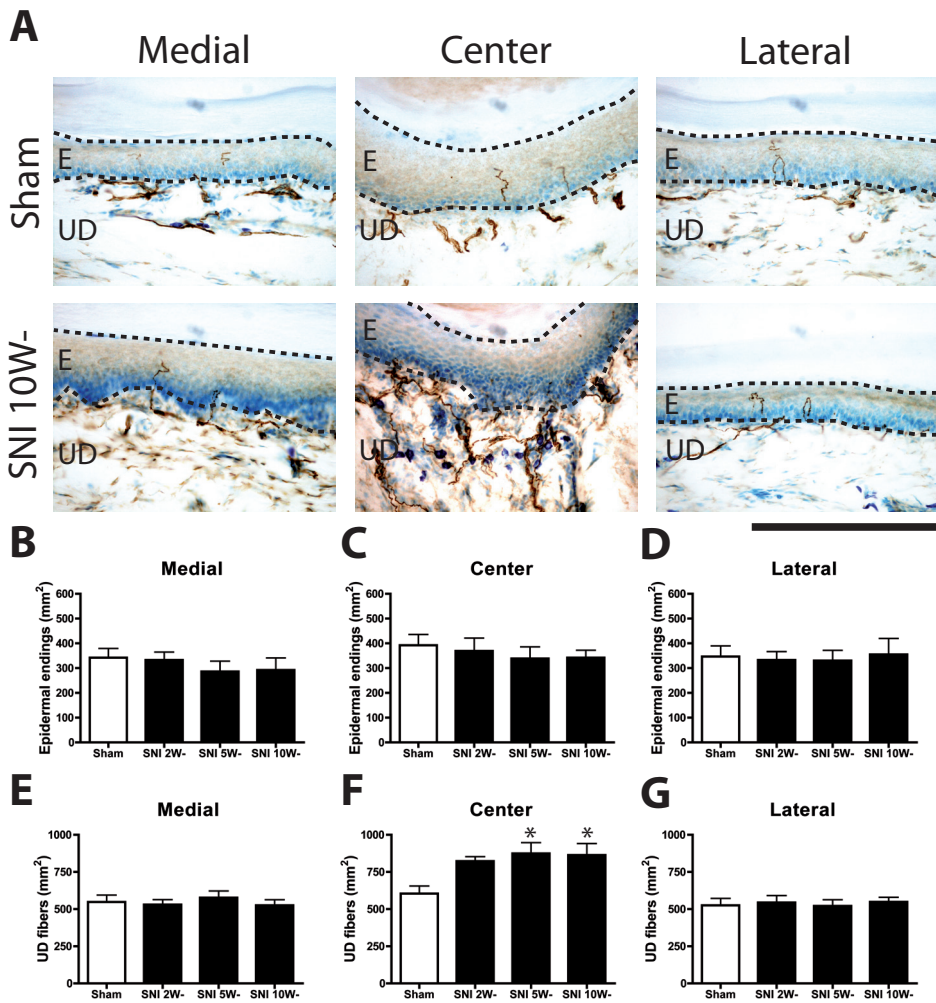 A
Medial Center Lateral
Sham
E
UD
E
UD
E
UD
SNI 10W-
E
UD
E
UD
E
UD
B
Medial
Epidermal endings (mm²)
600
500
400
300
200
100
0
Sham SNI 2W- SNI 5W- SNI 10W-
C
Center
Epidermal endings (mm²)
600
500
400
300
200
100
0
Sham SNI 2W- SNI 5W- SNI 10W-
D
Lateral
Epidermal endings (mm²)
600
500
400
300
200
100
0
Sham SNI 2W- SNI 5W- SNI 10W-
E
Medial
UD fibers (mm²)
1000
750
500
250
0
Sham SNI 2W- SNI 5W- SNI 10W-
F
Center
UD fibers (mm²)
1000
750
500
250
0
* *
Sham SNI 2W- SNI 5W- SNI 10W-
G
Lateral
UD fibers (mm²)
1000
750
500
250
0
Sham SNI 2W- SNI 5W- SNI 10W-